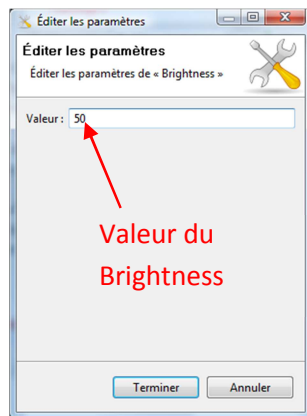 Éditer les paramètres
Éditer les paramètres
Éditer les paramètres de « Brightness »
Valeur : 50
Valeur du
Brightness
Terminer Annuler